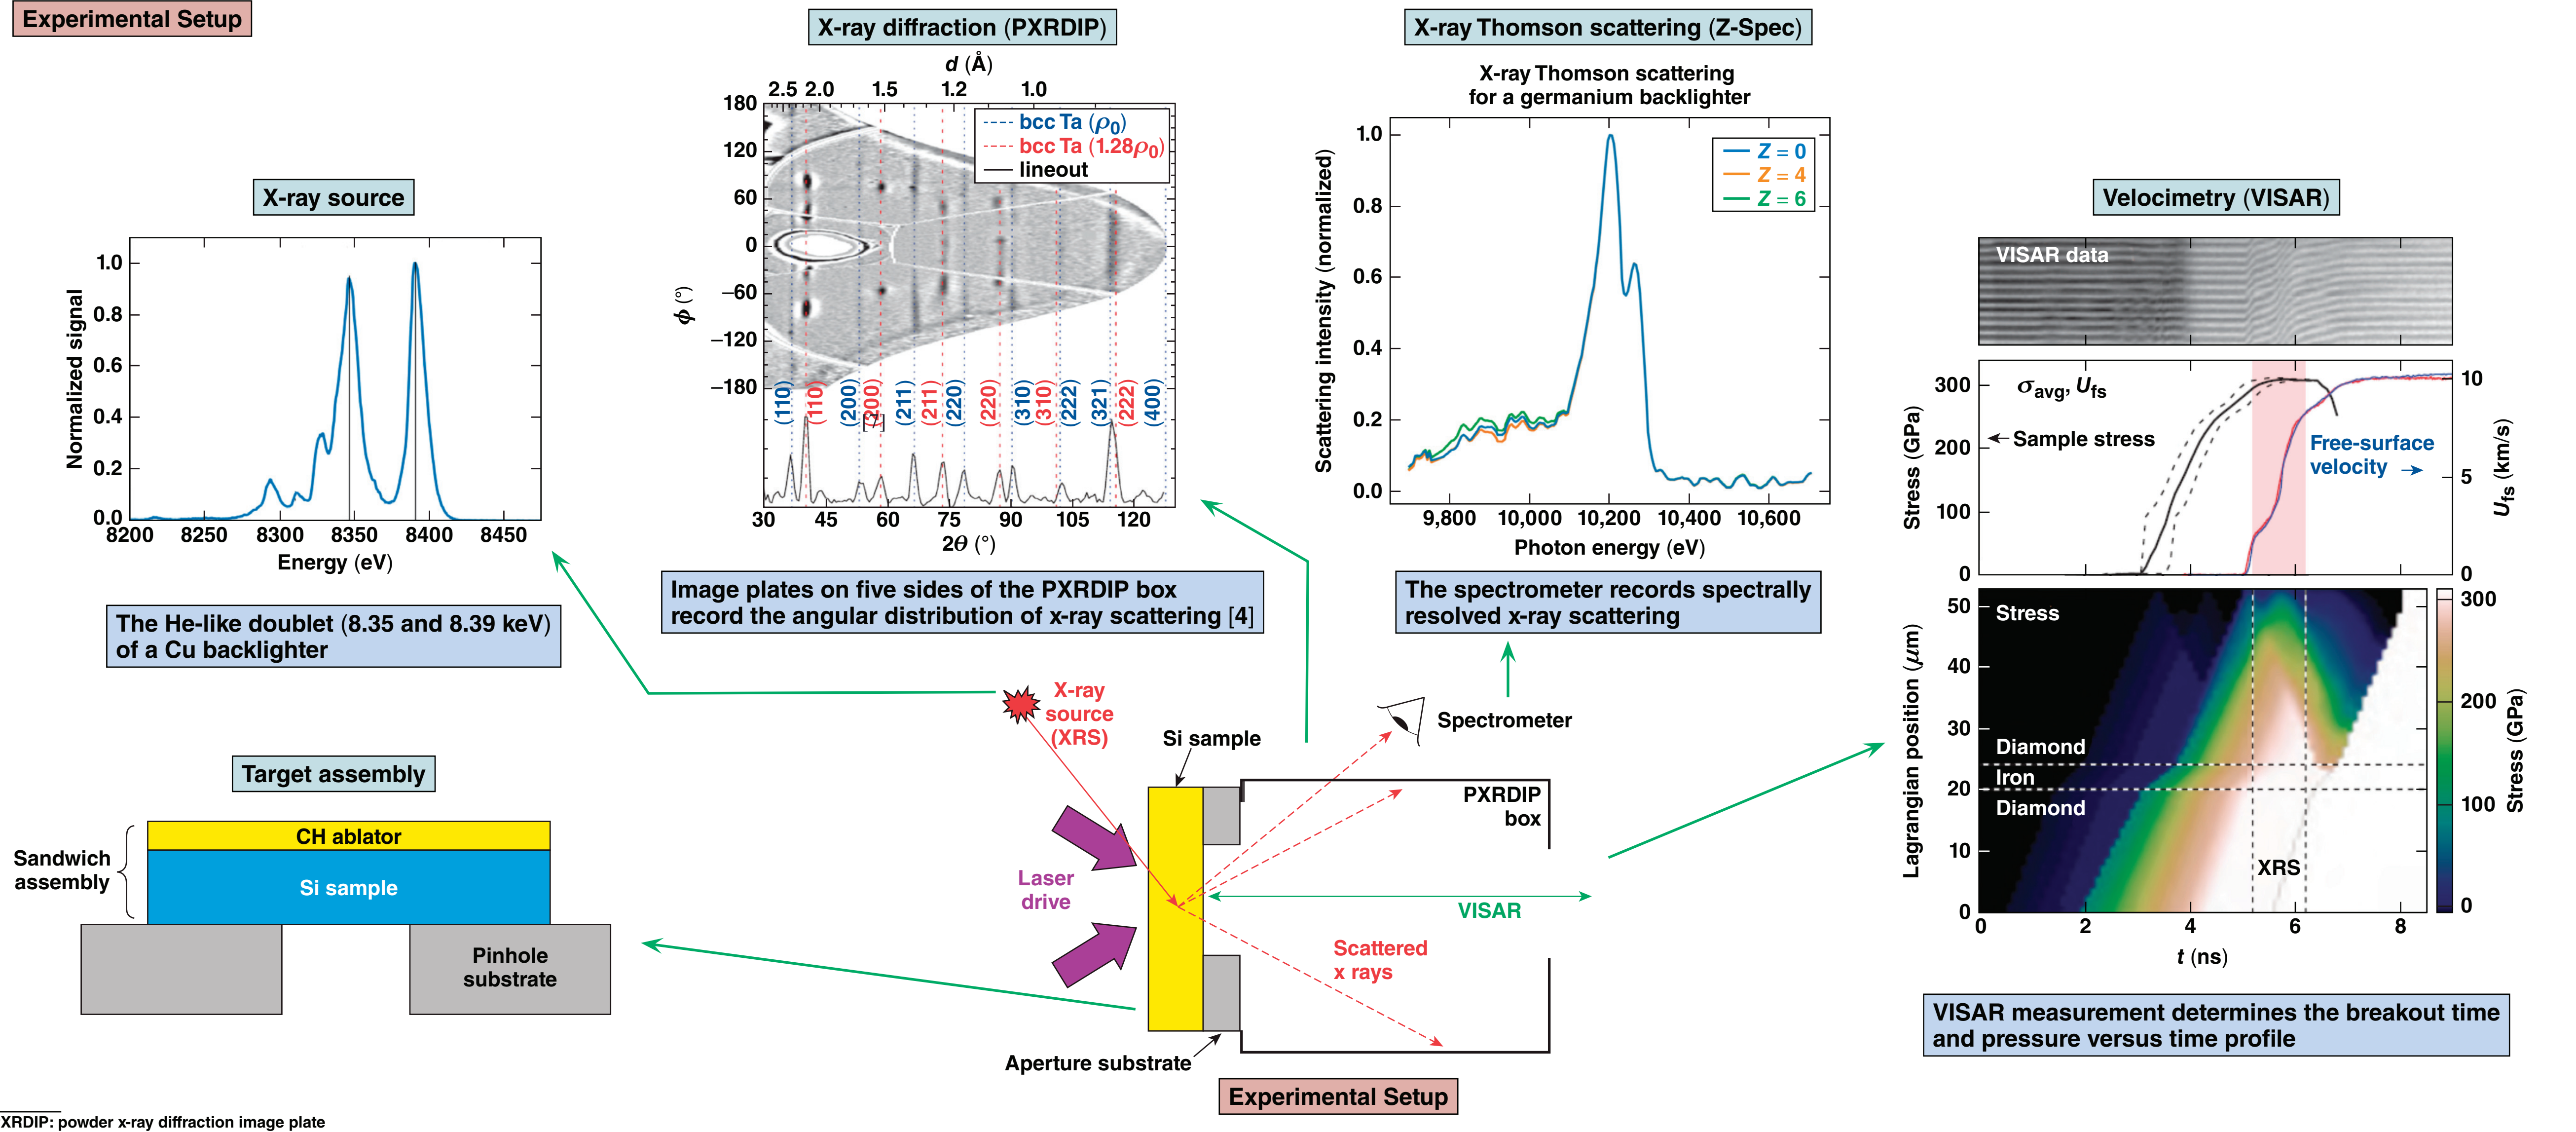 Experimental Setup
X-ray source
Normalized signal
1.0
0.8
0.6
0.4
0.2
0.0
8200 8250 8300 8350 8400 8450
Energy (eV)
The He-like doublet (8.35 and 8.39 keV)
of a Cu backlighter
X-ray diffraction (PXRDIP)
d (Å)
2.5 2.0 1.5 1.2 1.0
bcc Ta (ρ0)
bcc Ta (1.28ρ0)
lineout
ϕ (°)
180
120
60
0
−60
−120
−180
(110) (110) (200) (200) (211) (211) (220) (220) (310) (310) (222) (321) (222) (400)
[7]
30 45 60 75 90 105 120
2θ (°)
Image plates on five sides of the PXRDIP box
record the angular distribution of x-ray scattering [4]
X-ray Thomson scattering (Z-Spec)
X-ray Thomson scattering
for a germanium backlighter
Scattering intensity (normalized)
1.0
0.8
0.6
0.4
0.2
0.0
Z = 0
Z = 4
Z = 6
9,800 10,000 10,200 10,400 10,600
Photon energy (eV)
The spectrometer records spectrally
resolved x-ray scattering
Velocimetry (VISAR)
VISAR data
Stress (GPa)
300
200
100
0
σavg, Ufs
Sample stress
Free-surface
velocity
10
5
0
Ufs (km/s)
Lagrangian position (μm)
50
40
30
20
10
0
Stress
Diamond
Iron
Diamond
XRS
0 2 4 6 8
t (ns)
300
200
100
0
Stress (GPa)
VISAR measurement determines the breakout time
and pressure versus time profile
Target assembly
Sandwich
assembly
CH ablator
Si sample
Pinhole
substrate
X-ray
source
(XRS)
Si sample
Spectrometer
PXRDIP
box
Laser
drive
VISAR
Scattered
x rays
Aperture substrate
Experimental Setup
XRDIP: powder x-ray diffraction image plate